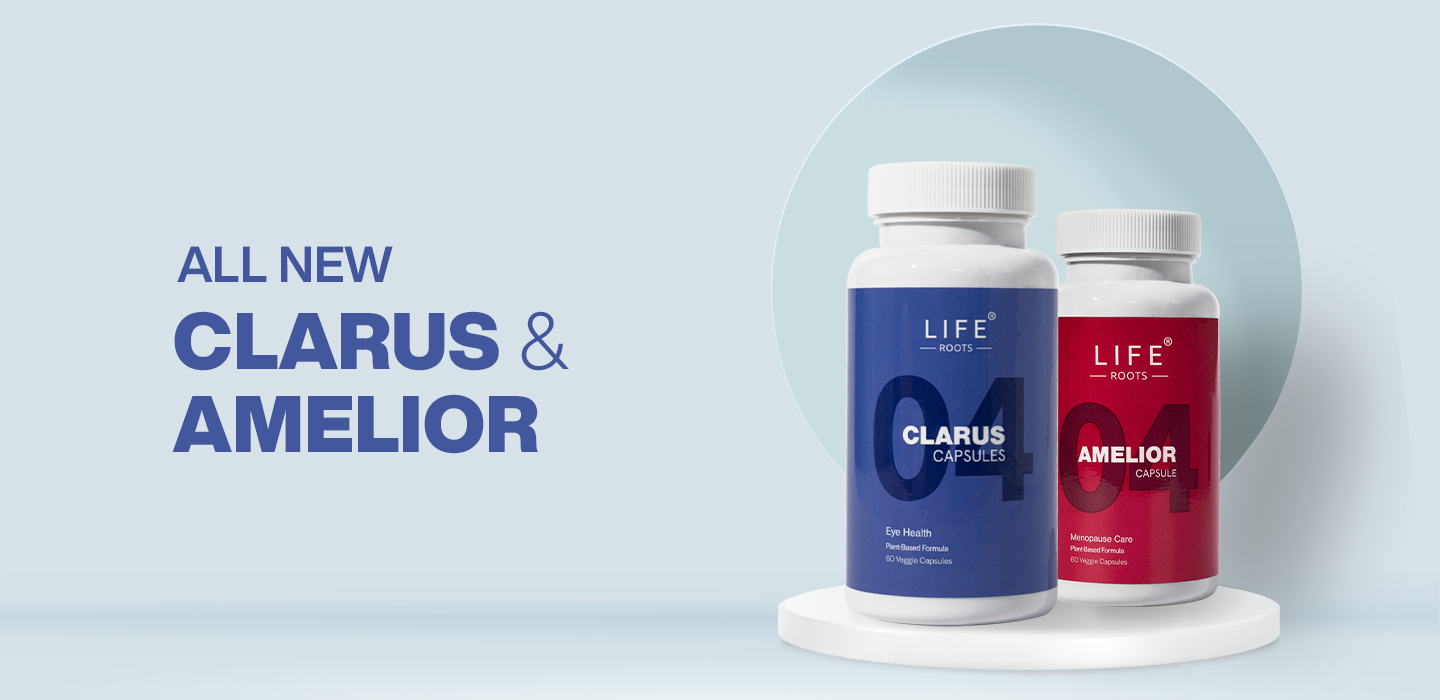 ALL NEW
CLARUS &
AMELIOR
LIFE®
ROOTS
04
CLARUS
CAPSULES
Eye Health
Plant-Based Formula
60 Veggie Capsules
LIFE®
ROOTS
04
AMELIOR
CAPSULE
Menopause Care
Plant-Based Formula
60 Veggie Capsules